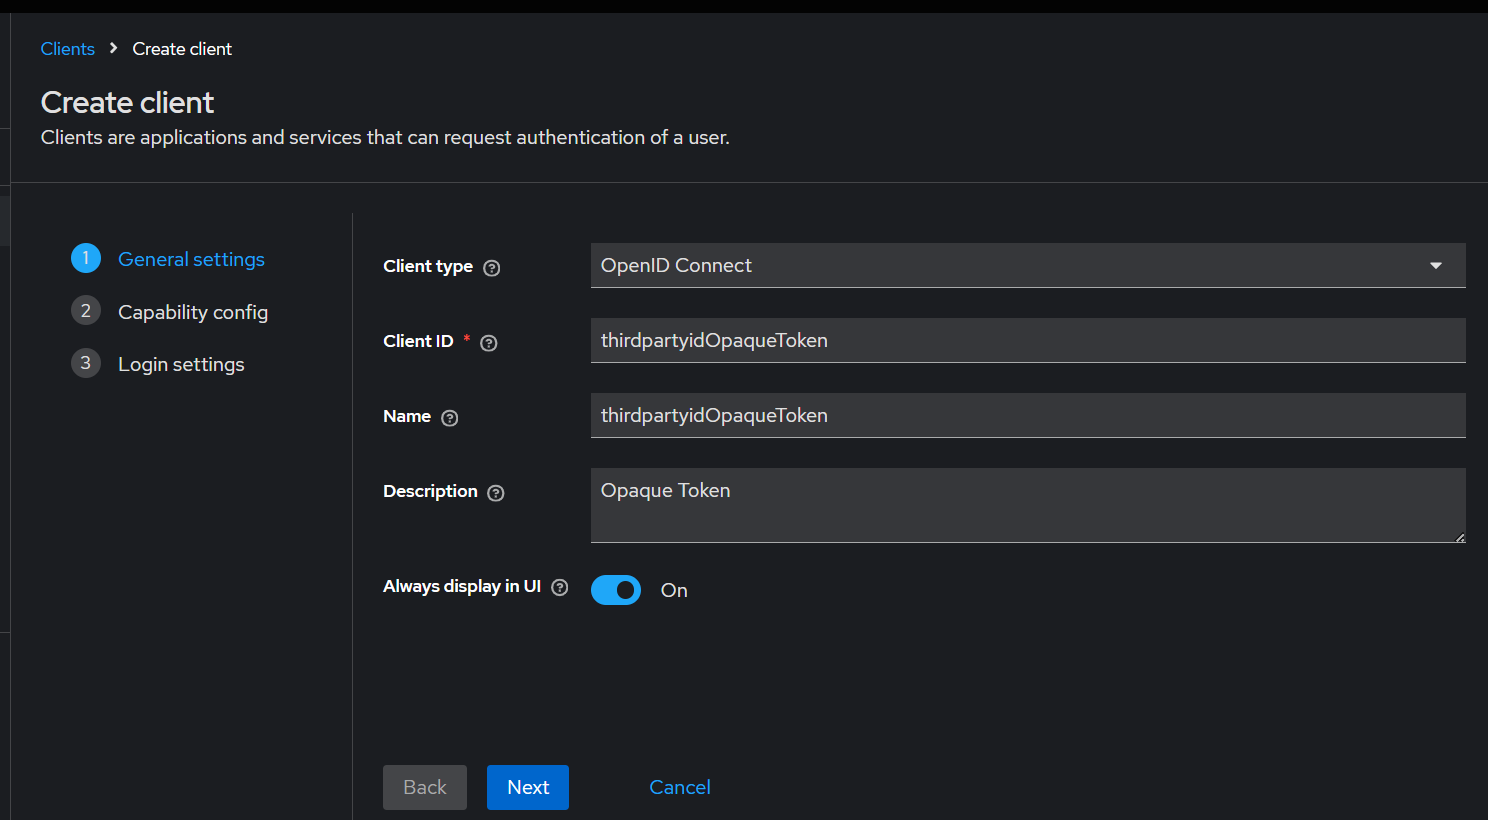 Clients > Create client
Create client
Clients are applications and services that can request authentication of a user.
1 General settings
2 Capability config
3 Login settings
Client type ?
OpenID Connect
Client ID * ?
thirdpartyidOpaqueToken
Name ?
thirdpartyidOpaqueToken
Description ?
Opaque Token
Always display in UI ?
On
Back Next Cancel